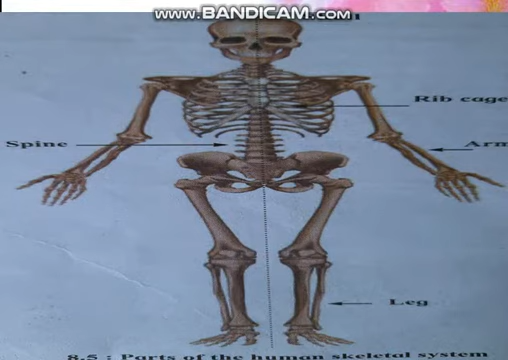 www.BANDICAM.com
Rib cage
Spine
Arm
Leg
8.5 : Parts of the human skeletal system